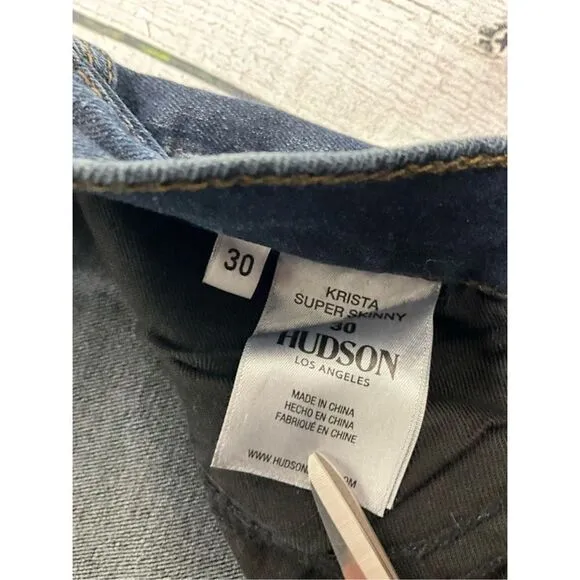 30
KRISTA
SUPER SKINNY
30
HUDSON
LOS ANGELES
MADE IN CHINA
HECHO EN CHINA
FABRIQUÉ EN CHINE